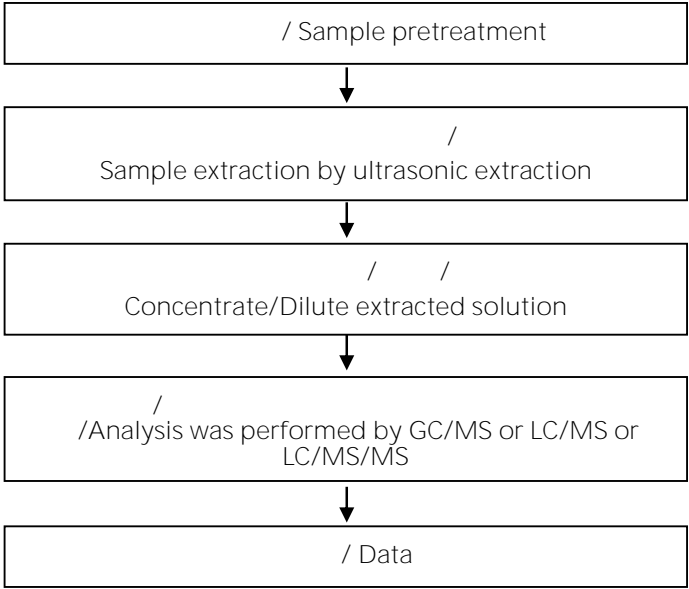 / Sample pretreatment
/
Sample extraction by ultrasonic extraction
/ /
Concentrate/Dilute extracted solution
/
/Analysis was performed by GC/MS or LC/MS or
LC/MS/MS
/ Data